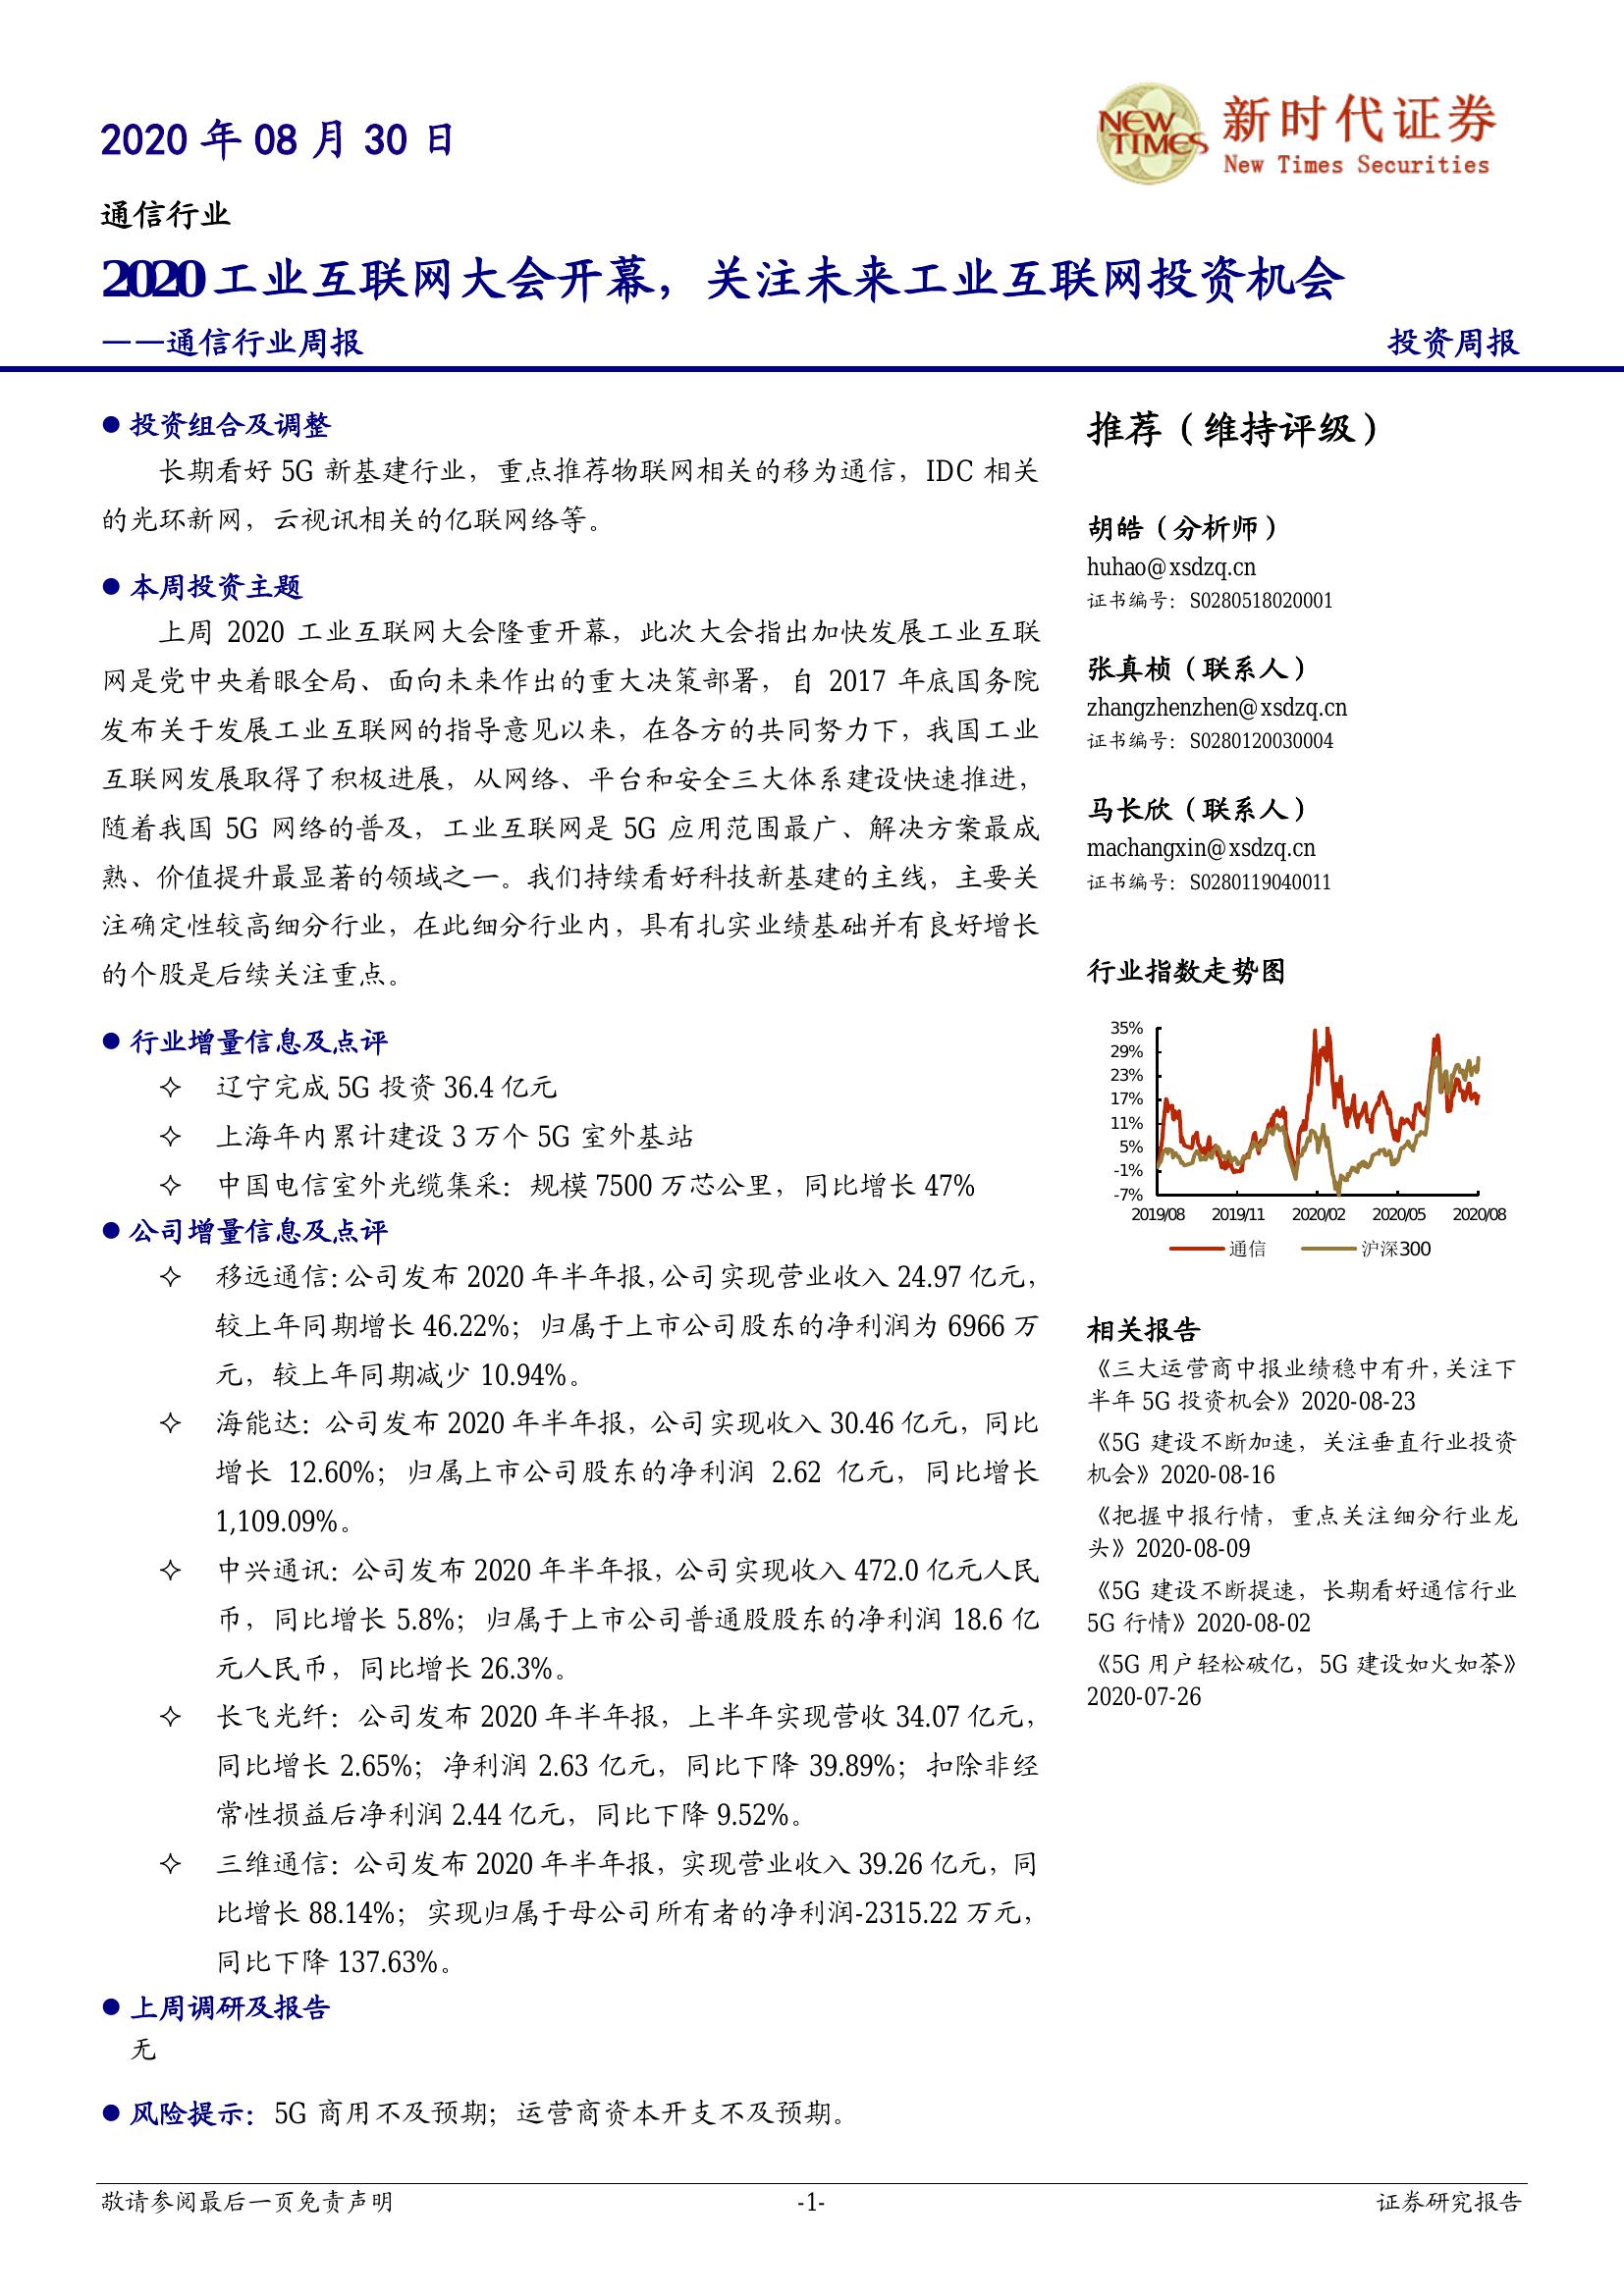 2020 年 08 月 30 日
NEW TIMES
新时代证券
New Times Securities
通信行业
2020 工业互联网大会开幕，关注未来工业互联网投资机会
——通信行业周报
投资周报
● 投资组合及调整
长期看好 5G 新基建行业，重点推荐物联网相关的移为通信，IDC 相关
的光环新网，云视讯相关的亿联网络等。
● 本周投资主题
上周 2020 工业互联网大会隆重开幕，此次大会指出加快发展工业互联
网是党中央着眼全局、面向未来作出的重大决策部署，自 2017 年底国务院
发布关于发展工业互联网的指导意见以来，在各方的共同努力下，我国工业
互联网发展取得了积极进展，从网络、平台和安全三大体系建设快速推进，
随着我国 5G 网络的普及，工业互联网是 5G 应用范围最广、解决方案最成
熟、价值提升最显著的领域之一。我们持续看好科技新基建的主线，主要关
注确定性较高细分行业，在此细分行业内，具有扎实业绩基础并有良好增长
的个股是后续关注重点。
● 行业增量信息及点评
✧ 辽宁完成 5G 投资 36.4 亿元
✧ 上海年内累计建设 3 万个 5G 室外基站
✧ 中国电信室外光缆集采：规模 7500 万芯公里，同比增长 47%
● 公司增量信息及点评
✧ 移远通信：公司发布 2020 年半年报，公司实现营业收入 24.97 亿元，
较上年同期增长 46.22%；归属于上市公司股东的净利润为 6966 万
元，较上年同期减少 10.94%。
✧ 海能达：公司发布 2020 年半年报，公司实现收入 30.46 亿元，同比
增长 12.60%；归属上市公司股东的净利润 2.62 亿元，同比增长
1,109.09%。
✧ 中兴通讯：公司发布 2020 年半年报，公司实现收入 472.0 亿元人民
币，同比增长 5.8%；归属于上市公司普通股股东的净利润 18.6 亿
元人民币，同比增长 26.3%。
✧ 长飞光纤：公司发布 2020 年半年报，上半年实现营收 34.07 亿元，
同比增长 2.65%；净利润 2.63 亿元，同比下降 39.89%；扣除非经
常性损益后净利润 2.44 亿元，同比下降 9.52%。
✧ 三维通信：公司发布 2020 年半年报，实现营业收入 39.26 亿元，同
比增长 88.14%；实现归属于母公司所有者的净利润-2315.22 万元，
同比下降 137.63%。
● 上周调研及报告
无
● 风险提示：5G 商用不及预期；运营商资本开支不及预期。
推荐（维持评级）
胡皓（分析师）
huhao@xsdzq.cn
证书编号：S0280518020001
张真桢（联系人）
zhangzhenzhen@xsdzq.cn
证书编号：S0280120030004
马长欣（联系人）
machangxin@xsdzq.cn
证书编号：S0280119040011
行业指数走势图
35%
29%
23%
17%
11%
5%
-1%
-7%
2019/08 2019/11 2020/02 2020/05 2020/08
通信 沪深300
相关报告
《三大运营商中报业绩稳中有升，关注下
半年 5G 投资机会》2020-08-23
《5G 建设不断加速，关注垂直行业投资
机会》2020-08-16
《把握中报行情，重点关注细分行业龙
头》2020-08-09
《5G 建设不断提速，长期看好通信行业
5G 行情》2020-08-02
《5G 用户轻松破亿，5G 建设如火如荼》
2020-07-26
敬请参阅最后一页免责声明
-1-
证券研究报告